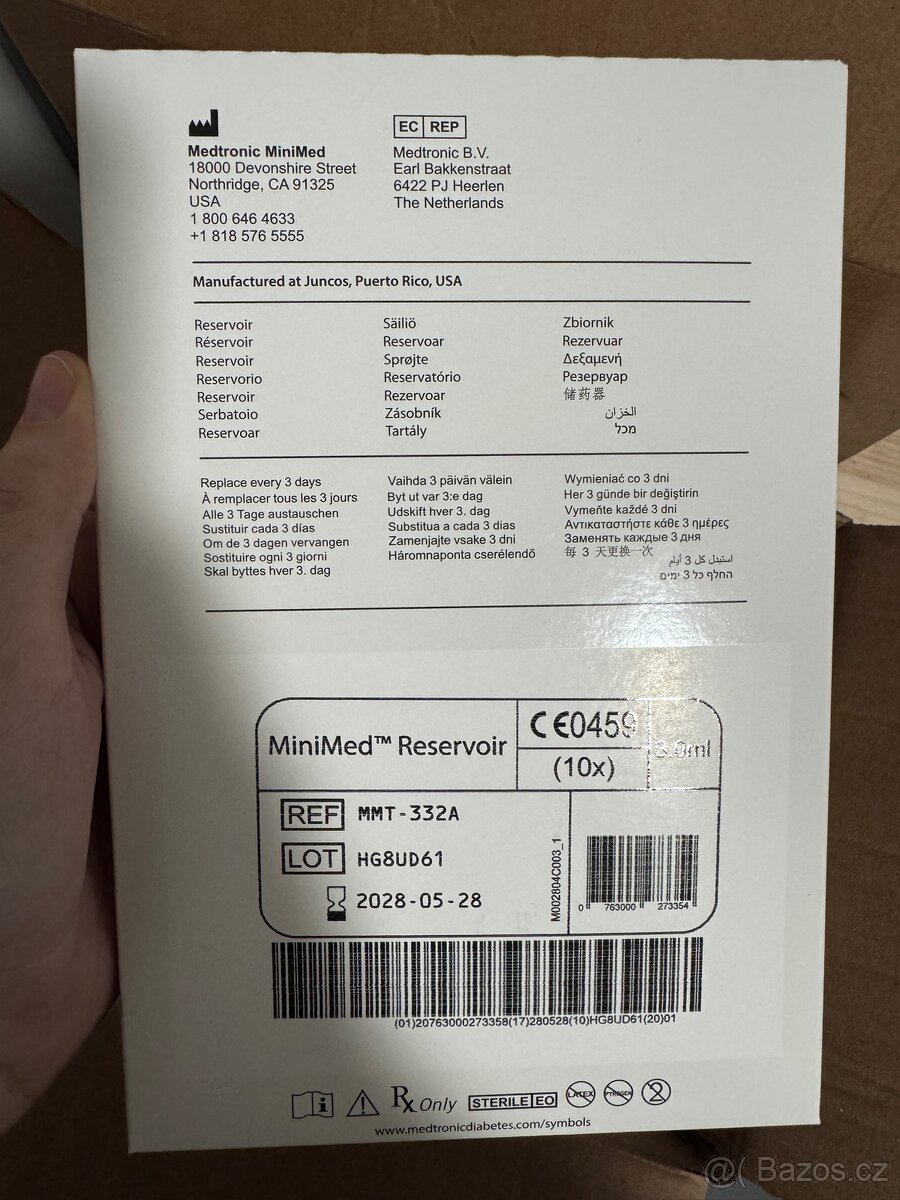 Medtronic MiniMed
18000 Devonshire Street
Northridge, CA 91325
USA
1 800 646 4633
+1 818 576 5555
EC REP
Medtronic B.V.
Earl Bakkenstraat
6422 PJ Heerlen
The Netherlands
Manufactured at Juncos, Puerto Rico, USA
Reservoir
Réservoir
Reservoir
Reservorio
Reservoir
Serbatoio
Reservoar
Säiliö
Reservoar
Sprøjte
Reservatório
Rezervoar
Zásobník
Tartály
Zbiornik
Rezervuar
Δεξαμενή
Резервуар
储药器
الخزان
מכל
Replace every 3 days
À remplacer tous les 3 jours
Alle 3 Tage austauschen
Sustituir cada 3 días
Om de 3 dagen vervangen
Sostituire ogni 3 giorni
Skal byttes hver 3. dag
Vaihda 3 päivän välein
Byt ut var 3:e dag
Udskift hver 3. dag
Substitua a cada 3 dias
Zamenjajte vsake 3 dni
Háromnaponta cserélendő
Wymieniać co 3 dni
Her 3 günde bir değiştirin
Vyměňte každé 3 dni
Αντικαταστήστε κάθε 3 ημέρες
Заменять каждые 3 дня
每 3 天更换一次
استبدل كل 3 أيام
החלף כל 3 ימים
MiniMed™ Reservoir
CE0459
(10x)
3.0ml
REF MMT-332A
LOT HG8UD61
2028-05-28
M002804C003_1
0 763000 273354
(01)20763000273358(17)280528(10)HG8UD61(20)01
Rx Only STERILE EO LATEX PYROGEN 2
www.medtronicdiabetes.com/symbols
@( Bazos.cz